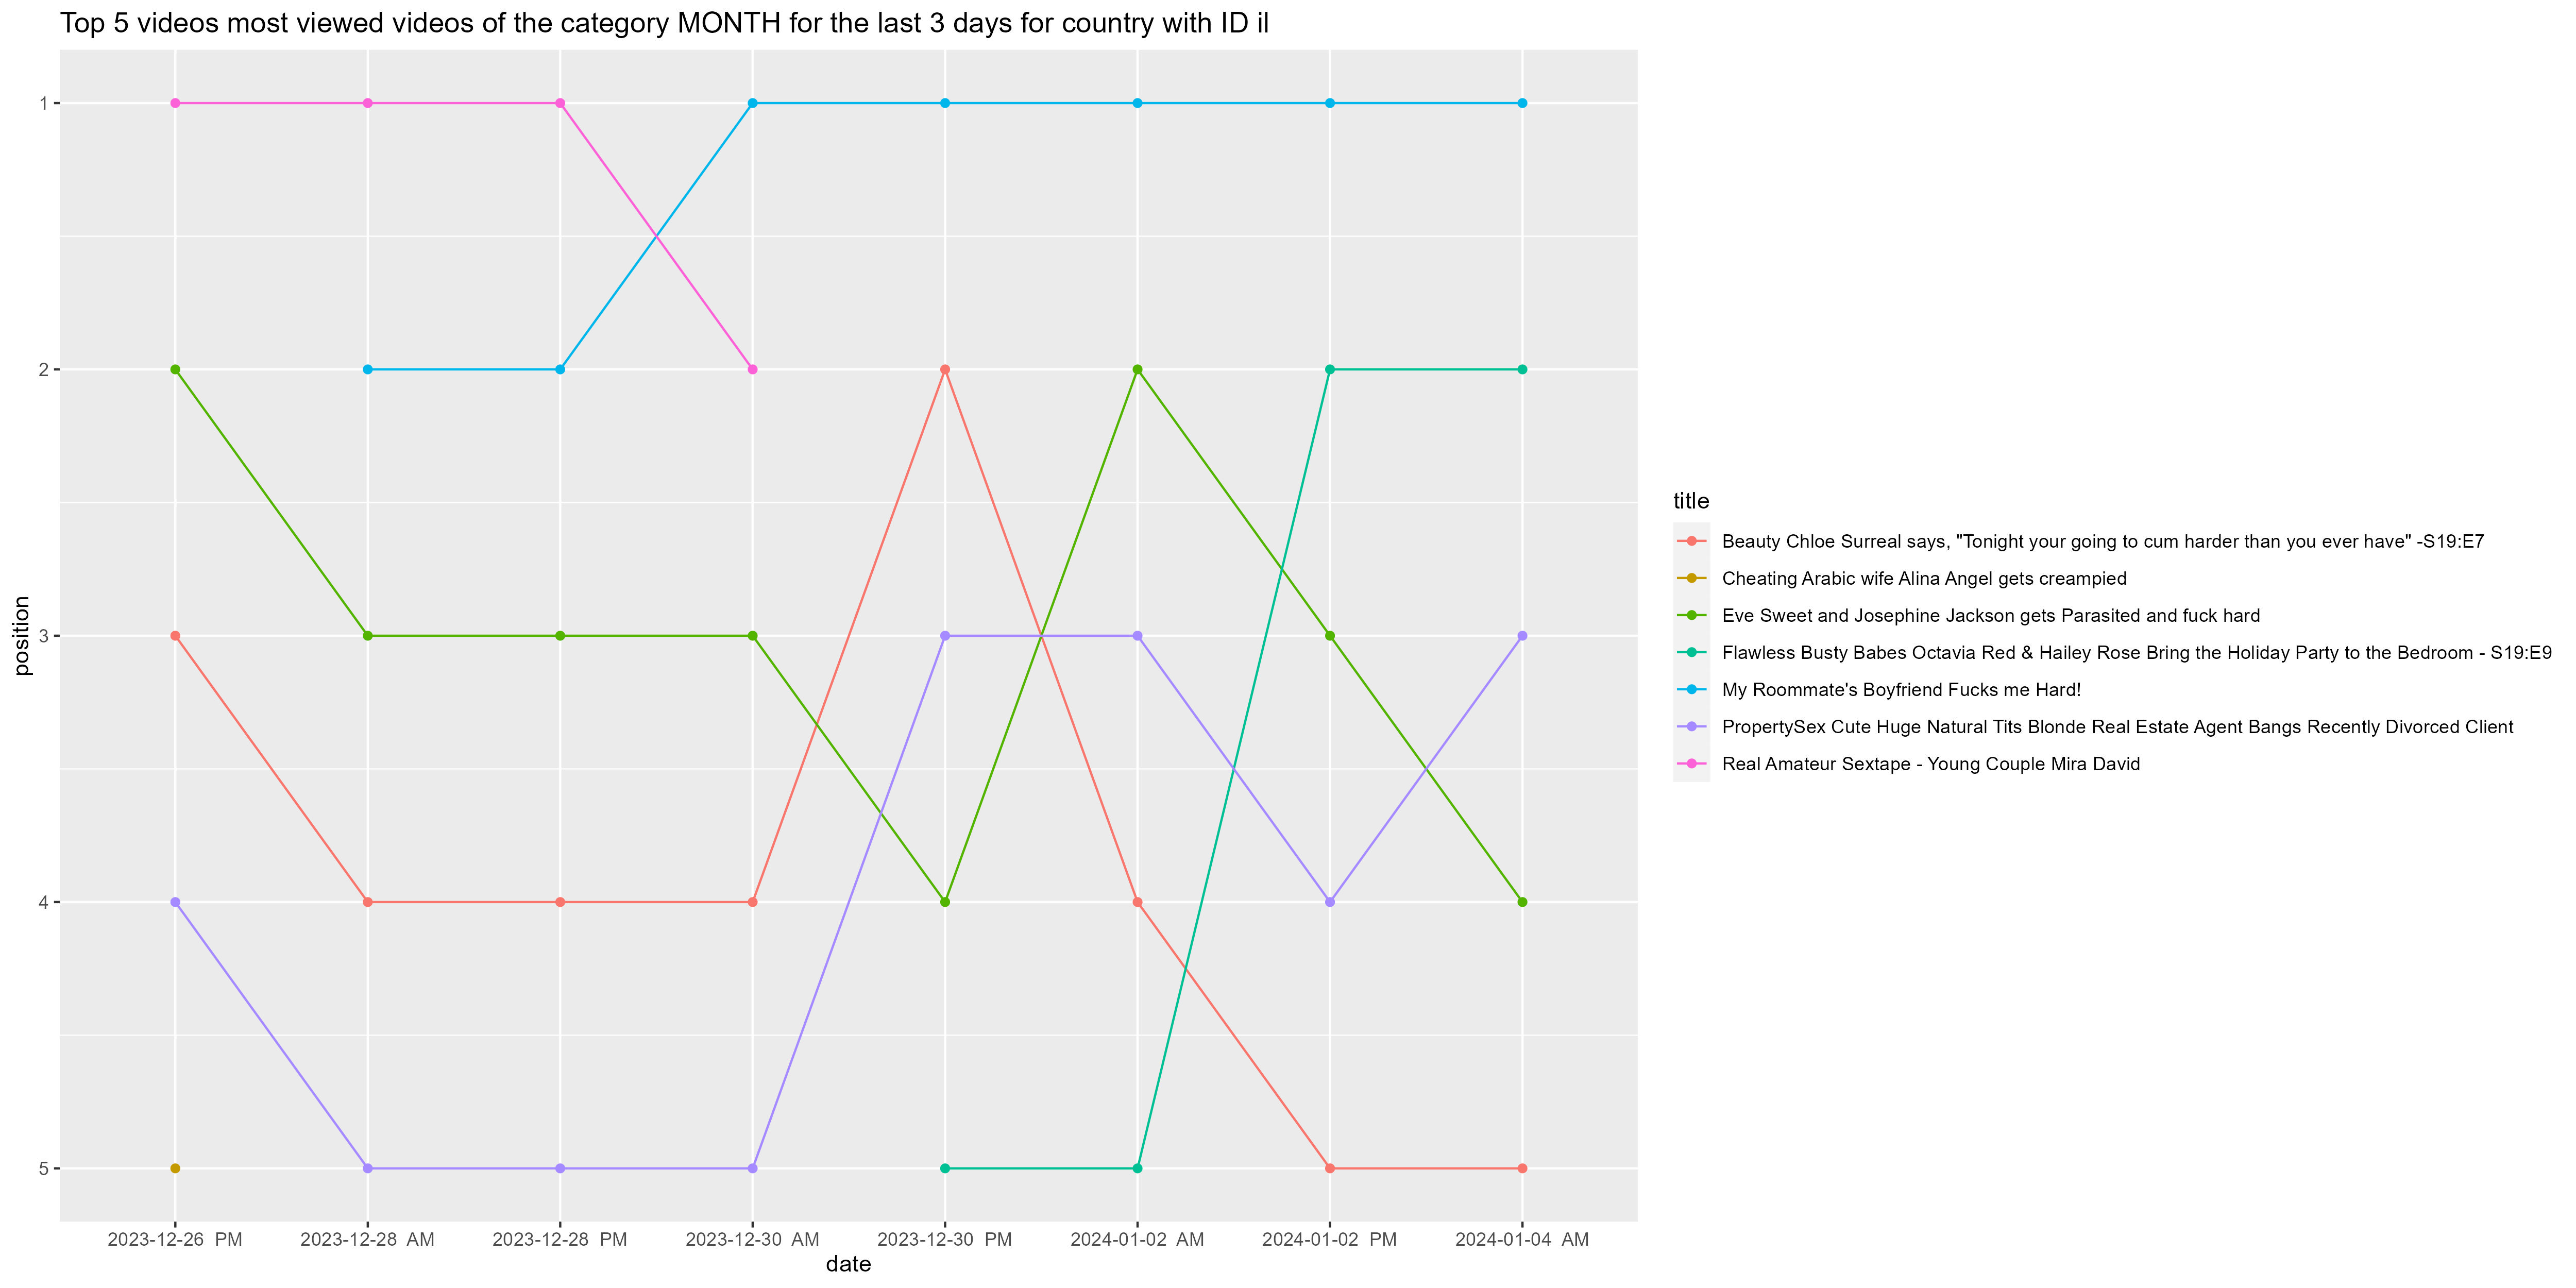 Top 5 videos most viewed videos of the category MONTH for the last 3 days for country with ID il
position
1
2
3
4
5
2023-12-26 PM
2023-12-28 AM
2023-12-28 PM
2023-12-30 AM
2023-12-30 PM
2024-01-02 AM
2024-01-02 PM
2024-01-04 AM
date
title
Beauty Chloe Surreal says, "Tonight your going to cum harder than you ever have" -S19:E7
Cheating Arabic wife Alina Angel gets creampied
Eve Sweet and Josephine Jackson gets Parasited and fuck hard
Flawless Busty Babes Octavia Red & Hailey Rose Bring the Holiday Party to the Bedroom - S19:E9
My Roommate's Boyfriend Fucks me Hard!
PropertySex Cute Huge Natural Tits Blonde Real Estate Agent Bangs Recently Divorced Client
Real Amateur Sextape - Young Couple Mira David